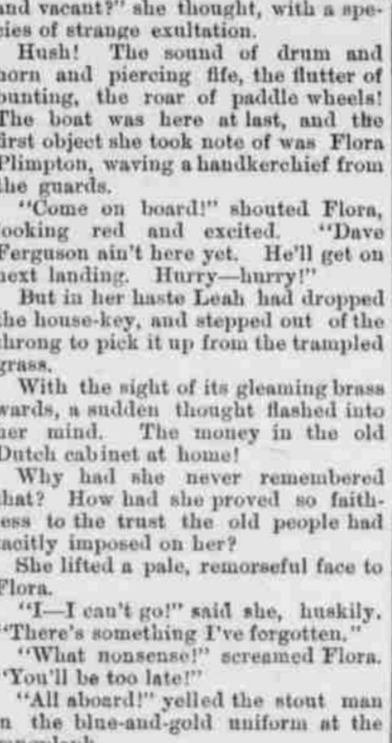 and vacant?" she thought, with a spe-
cies of strange exultation.
Hush! The sound of drum and
horn and piercing fife, the flutter of
bunting, the roar of paddle wheels!
The boat was here at last, and the
first object she took note of was Flora
Plimpton, waving a handkerchief from
the guards.
"Come on board!" shouted Flora,
looking red and excited. "Dave
Ferguson ain't here yet. He'll get on
next landing. Hurry—hurry!"
But in her haste Leah had dropped
the house-key, and stepped out of the
throng to pick it up from the trampled
grass.
With the sight of its gleaming brass
wards, a sudden thought flashed into
her mind. The money in the old
Dutch cabinet at home!
Why had she never remembered
that? How had she proved so faith-
less to the trust the old people had
tacitly imposed on her?
She lifted a pale, remorseful face to
Flora.
"I—I can't go!" said she, huskily.
"There's something I've forgotten."
"What nonsense!" screamed Flora.
"You'll be too late!"
"All aboard!" yelled the stout man
in the blue-and-gold uniform at the